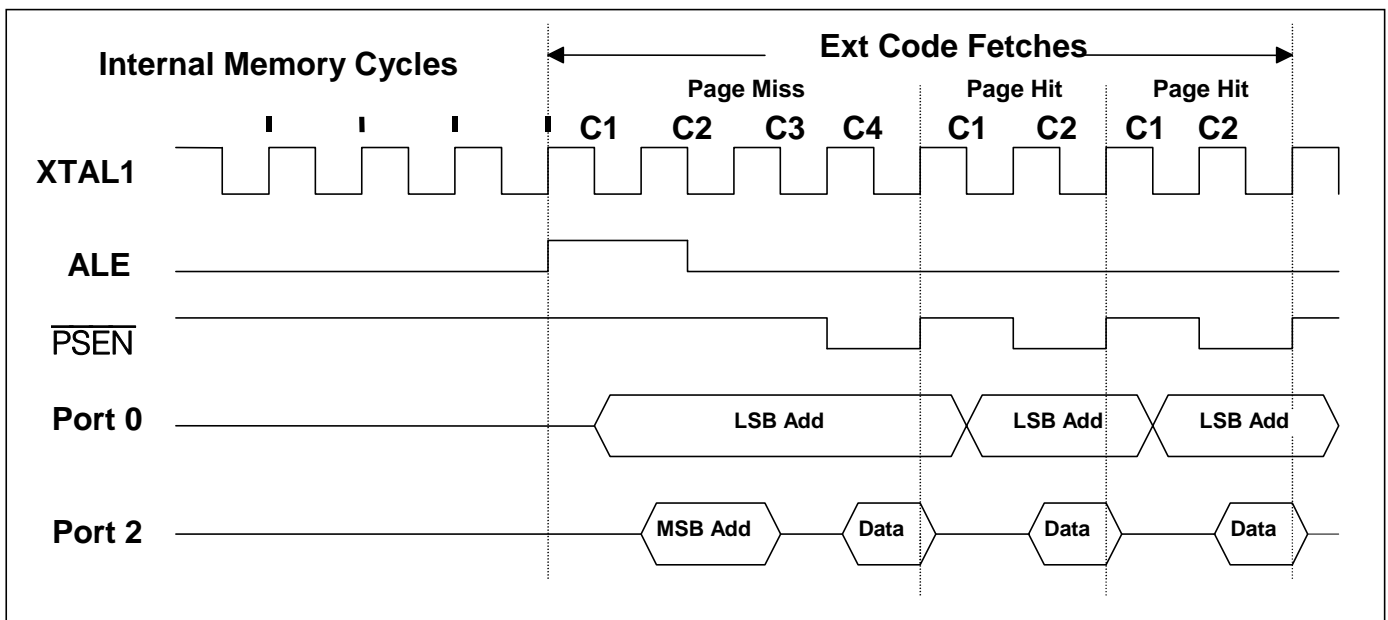 Internal Memory Cycles
Ext Code Fetches
Page Miss
Page Hit
Page Hit
C1 C2 C3 C4 C1 C2 C1 C2
XTAL1
ALE
PSEN
Port 0
LSB Add
LSB Add
LSB Add
Port 2
MSB Add
Data
Data
Data